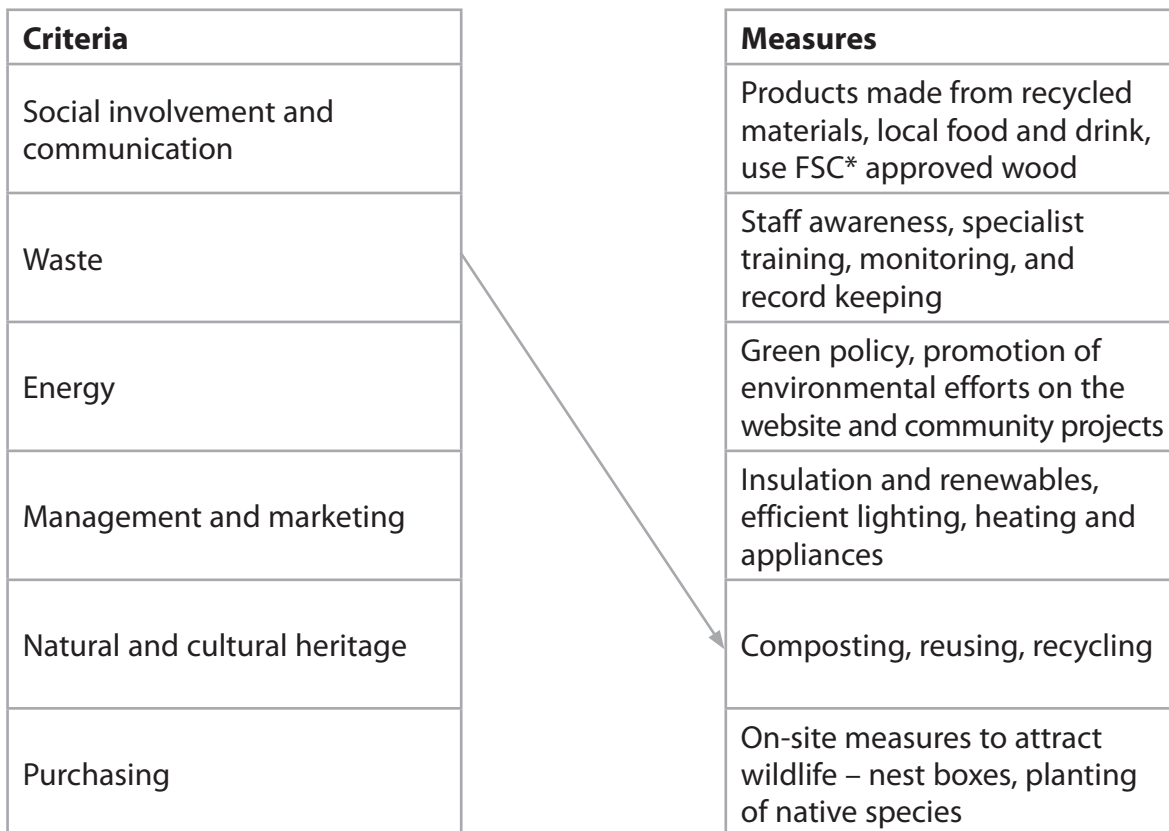 Criteria
Social involvement and
communication
Waste
Energy
Management and marketing
Natural and cultural heritage
Purchasing
Measures
Products made from recycled
materials, local food and drink,
use FSC* approved wood
Staff awareness, specialist
training, monitoring, and
record keeping
Green policy, promotion of
environmental efforts on the
website and community projects
Insulation and renewables,
efficient lighting, heating and
appliances
Composting, reusing, recycling
On-site measures to attract
wildlife – nest boxes, planting
of native species